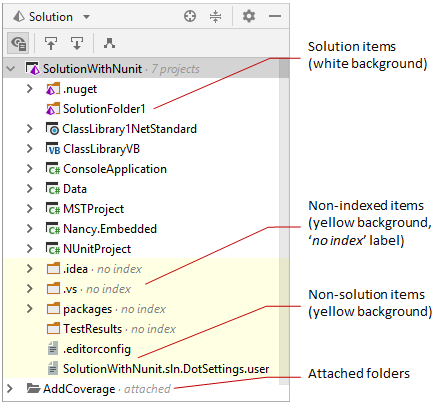 Solution
SolutionWithNunit · 7 projects
.nuget
SolutionFolder1
ClassLibrary1NetStandard
VB ClassLibraryVB
C# ConsoleApplication
C# Data
C# MSTProject
C# Nancy.Embedded
C# NUnitProject
.idea · no index
.vs · no index
packages · no index
TestResults · no index
.editorconfig
SolutionWithNunit.sln.DotSettings.user
AddCoverage · attached
Solution items
(white background)
Non-indexed items
(yellow background,
‘no index’ label)
Non-solution items
(yellow background)
Attached folders